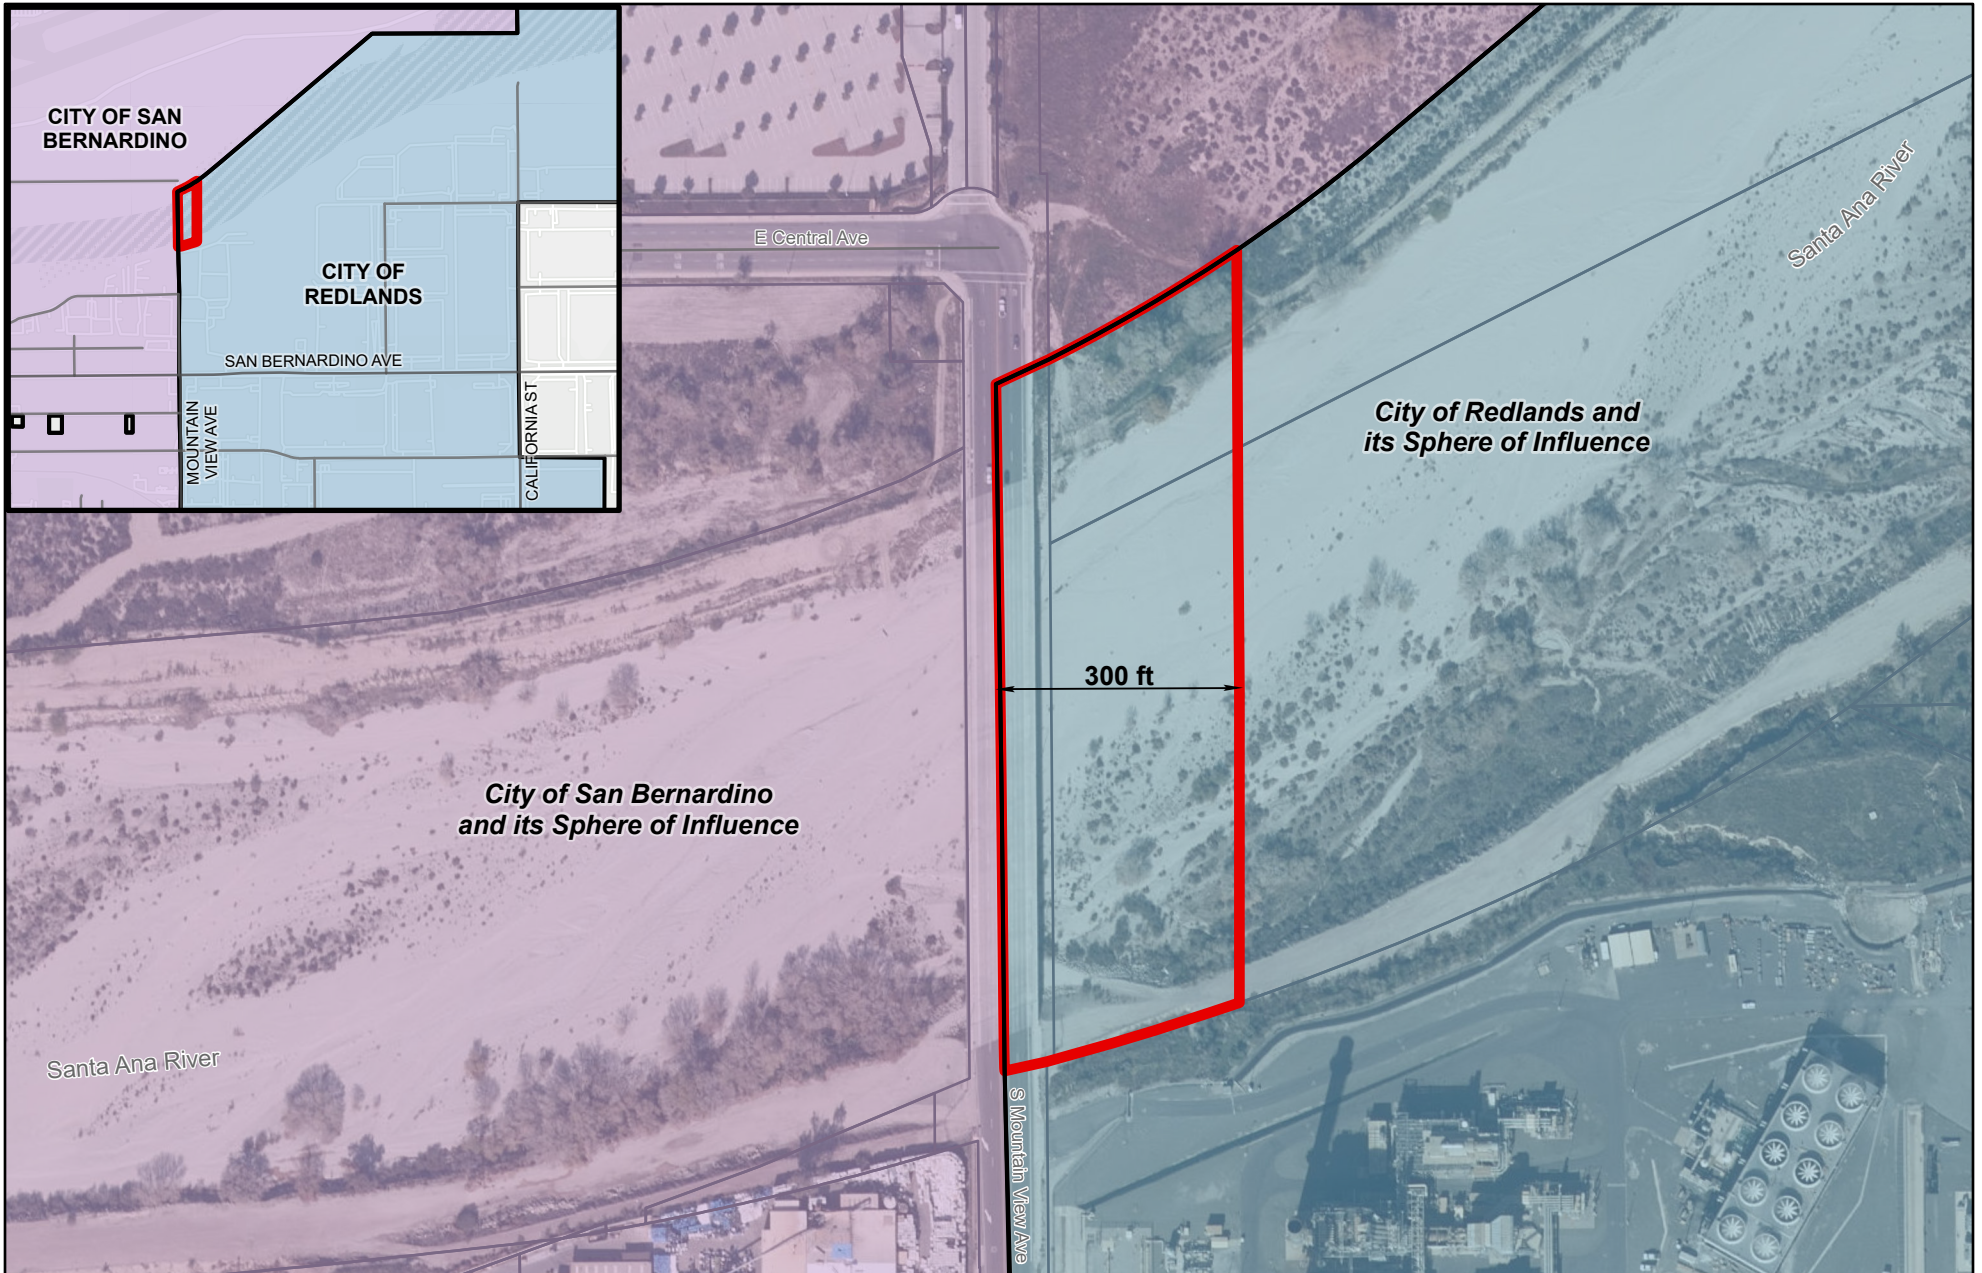 CITY OF SAN
BERNARDINO
CITY OF
REDLANDS
SAN BERNARDINO AVE
MOUNTAIN
VIEW AVE
CALIFORNIA ST
E Central Ave
Santa Ana River
City of Redlands and
its Sphere of Influence
300 ft
City of San Bernardino
and its Sphere of Influence
Santa Ana River
S Mountain View Ave